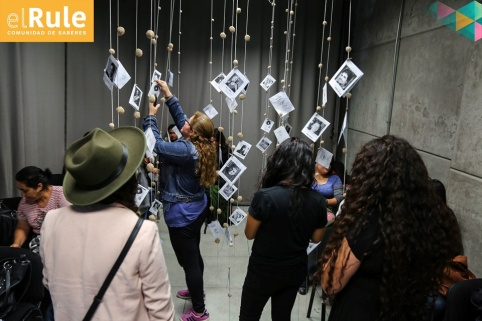 elRule
COMUNIDAD DE SABERES